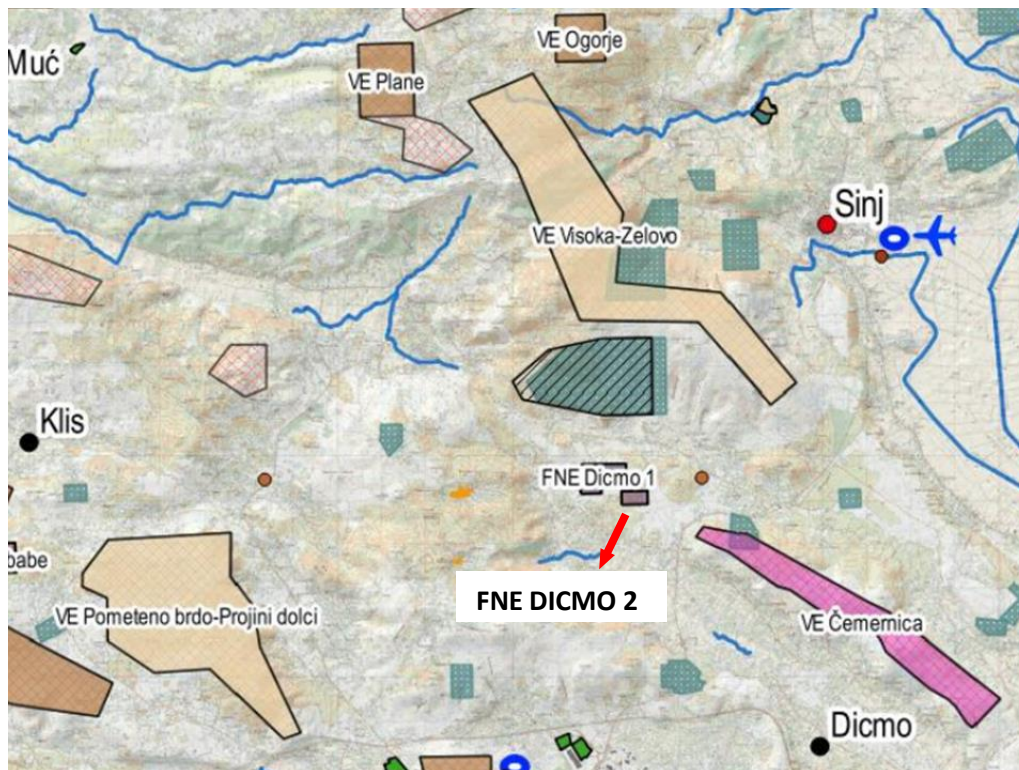 VE Ogorje
Muć
VE Plane
Sinj
VE Visoka-Zelovo
Klis
FNE Dicmo 1
babe
FNE DICMO 2
VE Pometeno brdo-Projini dolci
VE Čemernica
Dicmo